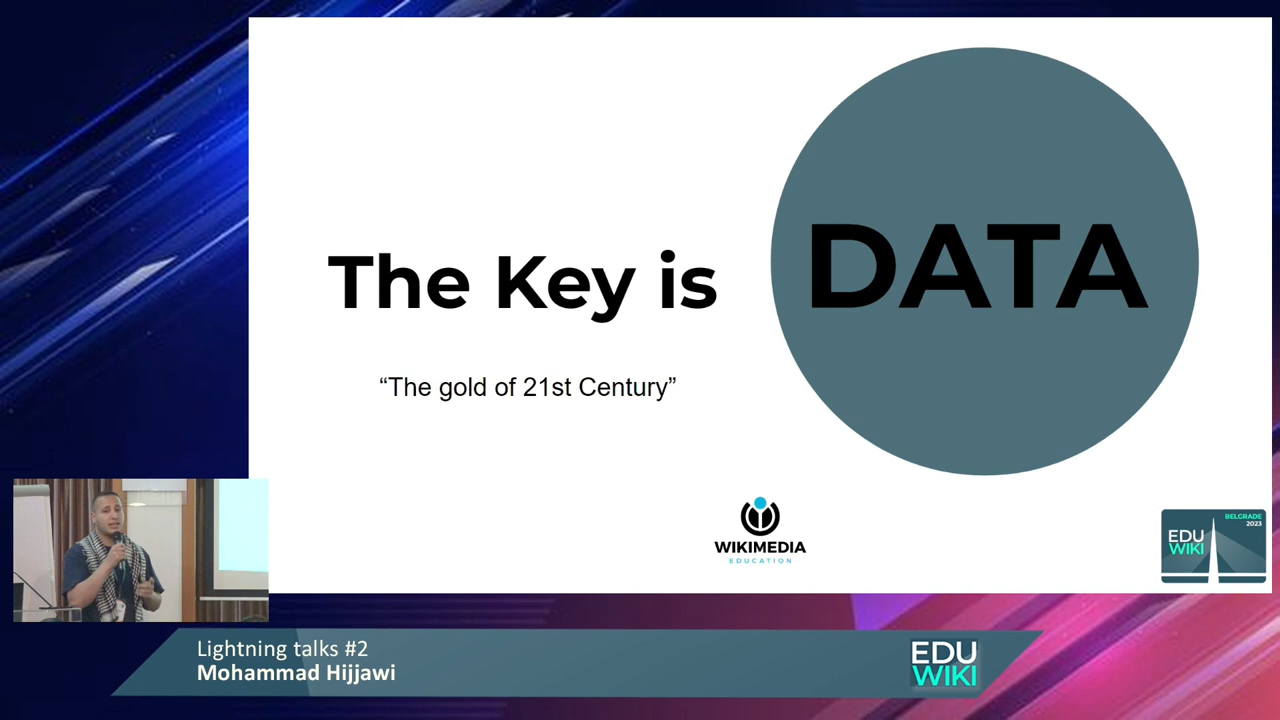 The Key is DATA
“The gold of 21st Century”
WIKIMEDIA
EDUCATION
BELGRADE
2023
EDU
WIKI
Lightning talks #2
Mohammad Hijjawi
EDU
WIKI